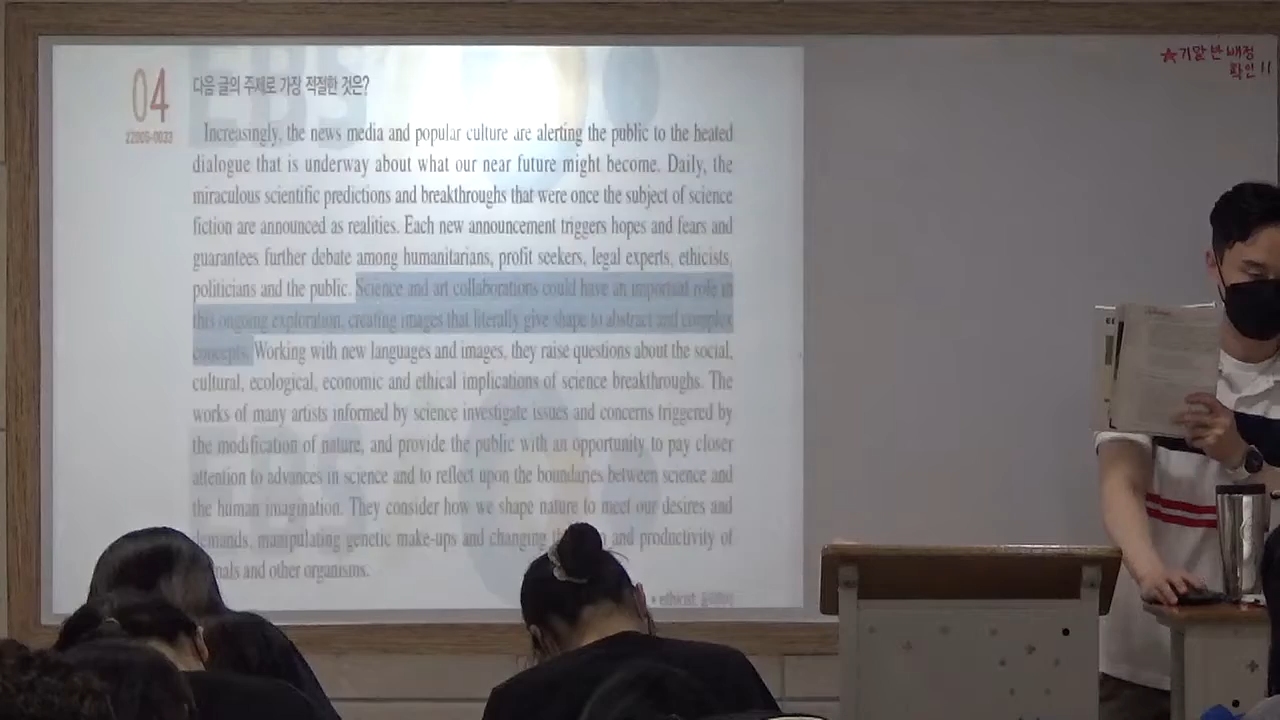 04
22005-0033
다음 글의 주제로 가장 적절한 것은?
Increasingly, the news media and popular culture are alerting the public to the heated
dialogue that is underway about what our near future might become. Daily, the
miraculous scientific predictions and breakthroughs that were once the subject of science
fiction are announced as realities. Each new announcement triggers hopes and fears and
guarantees further debate among humanitarians, profit seekers, legal experts, ethicists,
politicians and the public. Science and art collaborations could have an important role in
this ongoing exploration, creating images that literally give shape to abstract and complex
concepts. Working with new languages and images, they raise questions about the social,
cultural, ecological, economic and ethical implications of science breakthroughs. The
works of many artists informed by science investigate issues and concerns triggered by
the modification of nature, and provide the public with an opportunity to pay closer
attention to advances in science and to reflect upon the boundaries between science and
the human imagination. They consider how we shape nature to meet our desires and
demands, manipulating genetic make-ups and changing and productivity of
and other organisms.
• ethicist
★기말 반 배정
확인!!